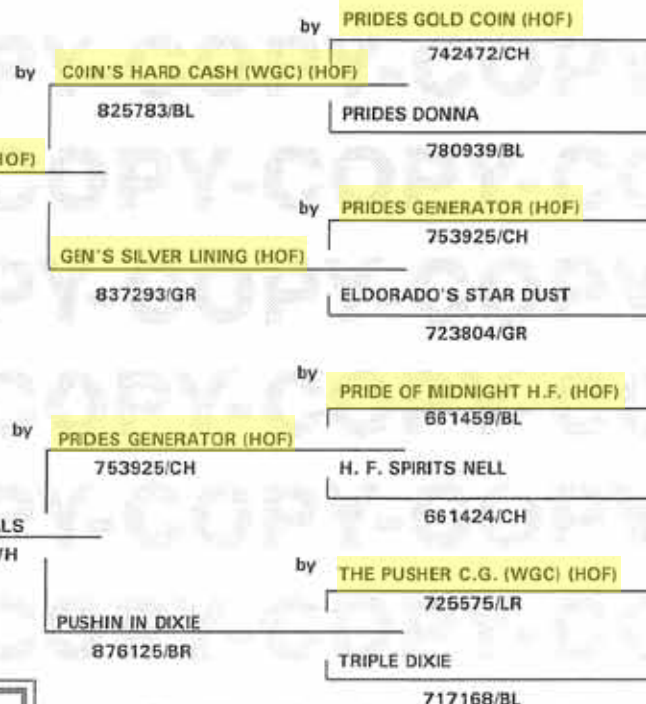 by PRIDES GOLD COIN (HOF)
742472/CH
by COIN'S HARD CASH (WGC) (HOF)
825783/BL
PRIDES DONNA
780939/BL
HOF)
by PRIDES GENERATOR (HOF)
753925/CH
GEN'S SILVER LINING (HOF)
837293/GR
ELDORADO'S STAR DUST
723804/GR
by PRIDE OF MIDNIGHT H.F. (HOF)
661459/BL
by PRIDES GENERATOR (HOF)
753925/CH
H. F. SPIRITS NELL
661424/CH
LS
/H
by THE PUSHER C.G. (WGC) (HOF)
725575/LR
PUSHIN IN DIXIE
876125/BR
TRIPLE DIXIE
717168/BL
COPY-COPY-COPY